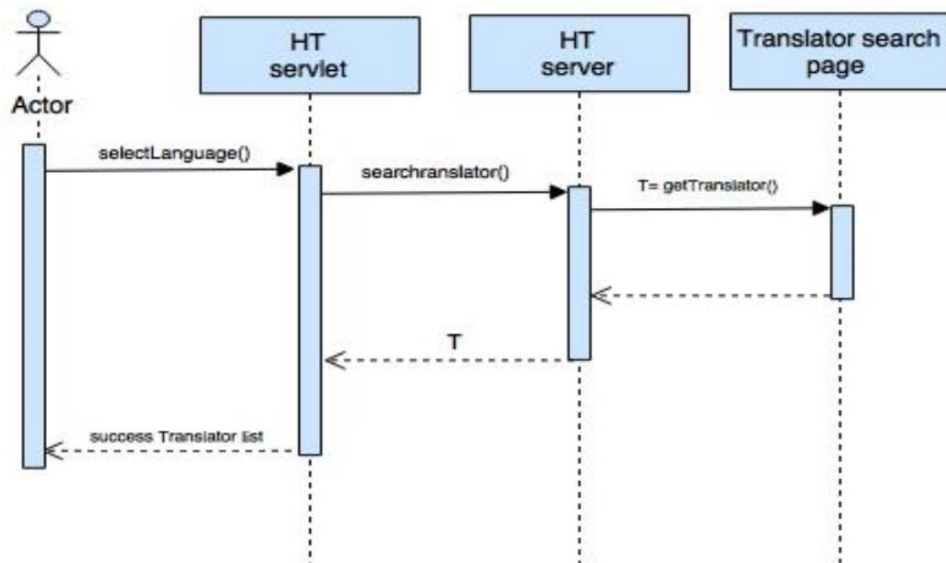 HT
servlet
HT
server
Translator search
page
Actor
selectLanguage()
searchranslator()
T= getTranslator()
T
success Translator list